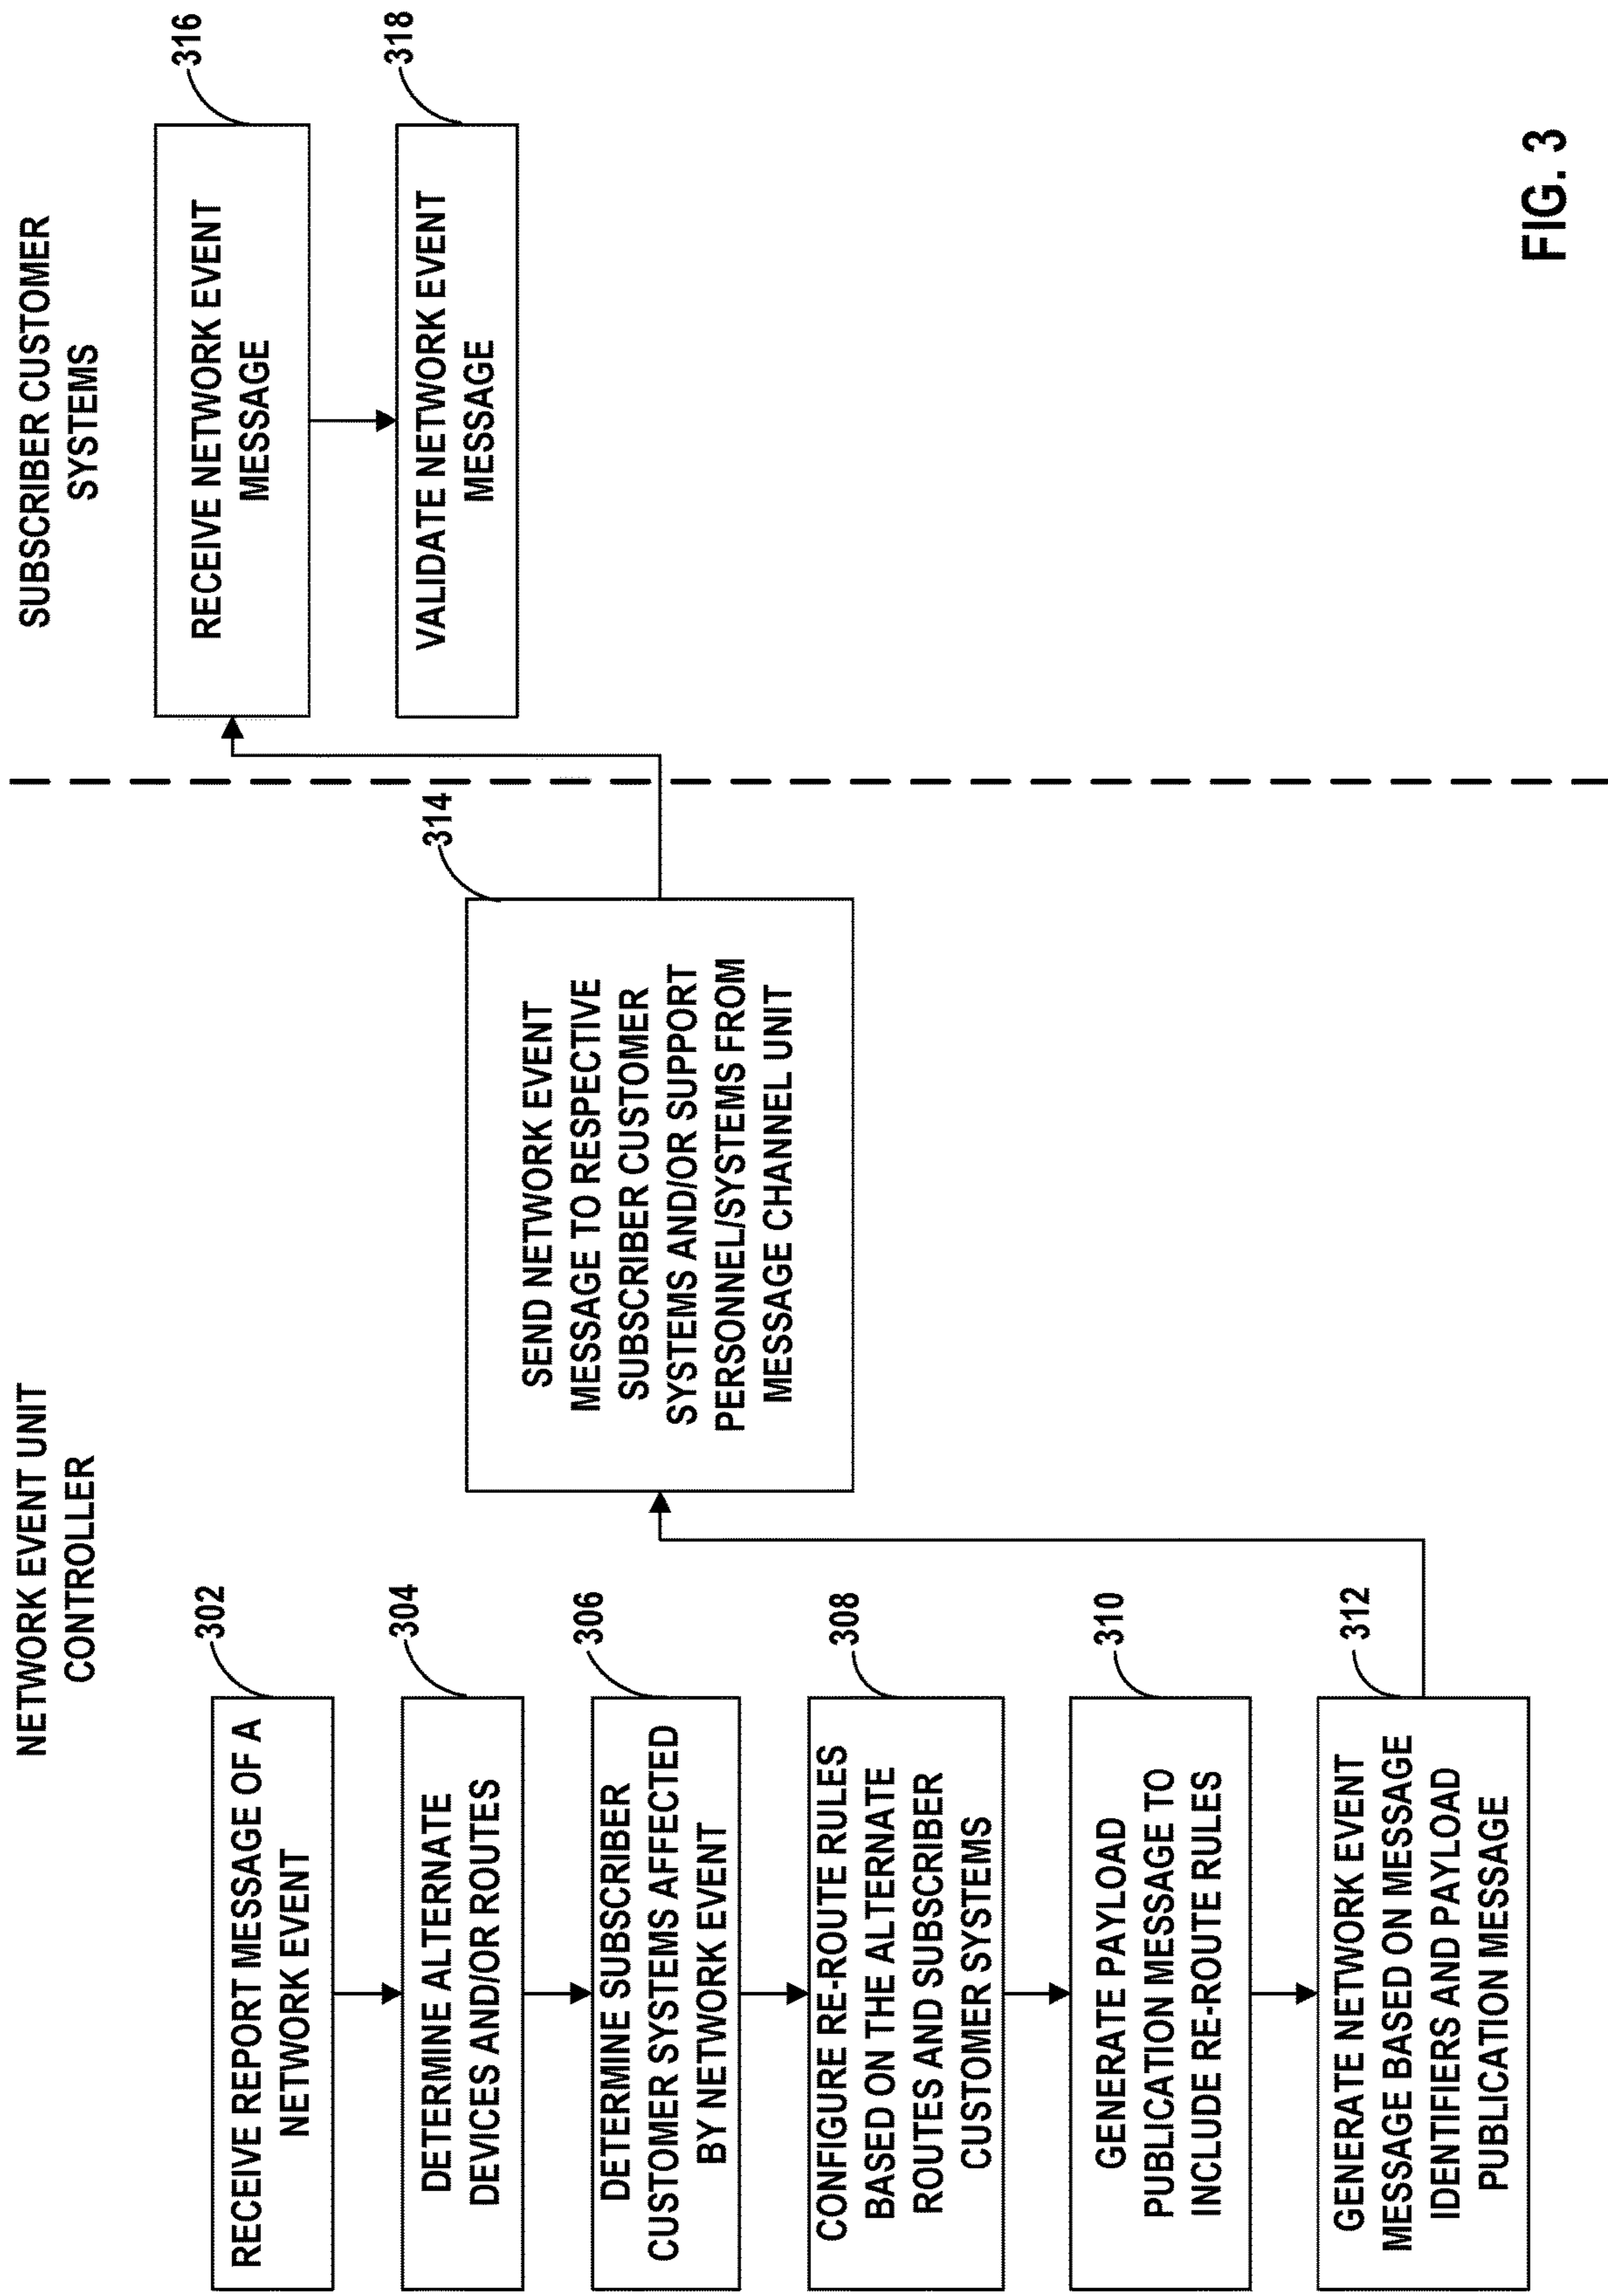 NETWORK EVENT UNIT
CONTROLLER
302
RECEIVE REPORT MESSAGE OF A
NETWORK EVENT
304
DETERMINE ALTERNATE
DEVICES AND/OR ROUTES
306
DETERMINE SUBSCRIBER
CUSTOMER SYSTEMS AFFECTED
BY NETWORK EVENT
308
CONFIGURE RE-ROUTE RULES
BASED ON THE ALTERNATE
ROUTES AND SUBSCRIBER
CUSTOMER SYSTEMS
310
GENERATE PAYLOAD
PUBLICATION MESSAGE TO
INCLUDE RE-ROUTE RULES
312
GENERATE NETWORK EVENT
MESSAGE BASED ON MESSAGE
IDENTIFIERS AND PAYLOAD
PUBLICATION MESSAGE
314
SEND NETWORK EVENT
MESSAGE TO RESPECTIVE
SUBSCRIBER CUSTOMER
SYSTEMS AND/OR SUPPORT
PERSONNEL/SYSTEMS FROM
MESSAGE CHANNEL UNIT
SUBSCRIBER CUSTOMER
SYSTEMS
316
RECEIVE NETWORK EVENT
MESSAGE
318
VALIDATE NETWORK EVENT
MESSAGE
FIG. 3